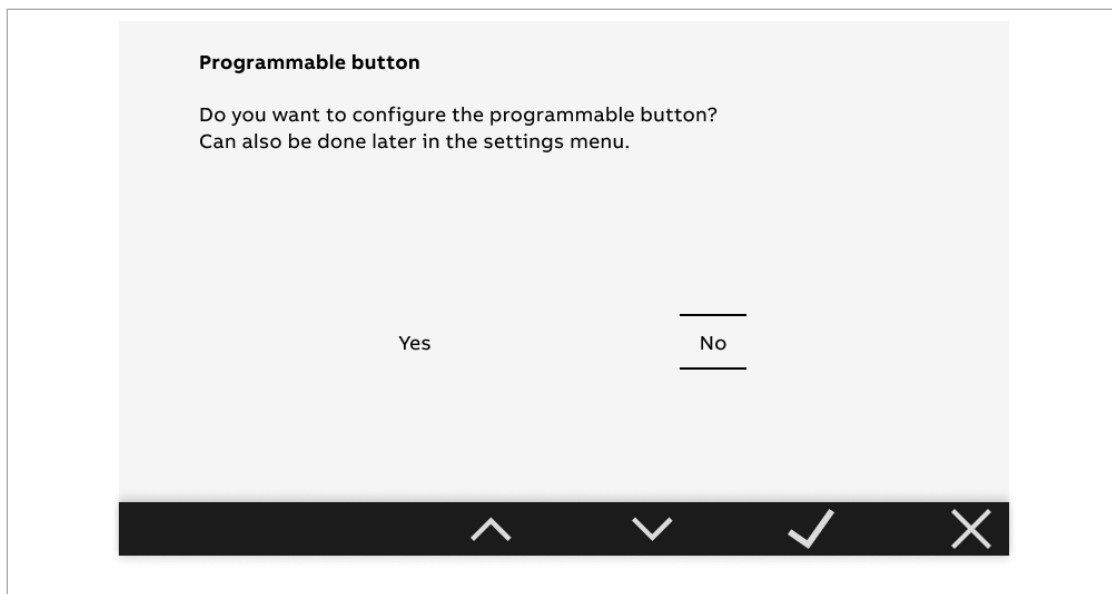 Programmable button
Do you want to configure the programmable button?
Can also be done later in the settings menu.
Yes No